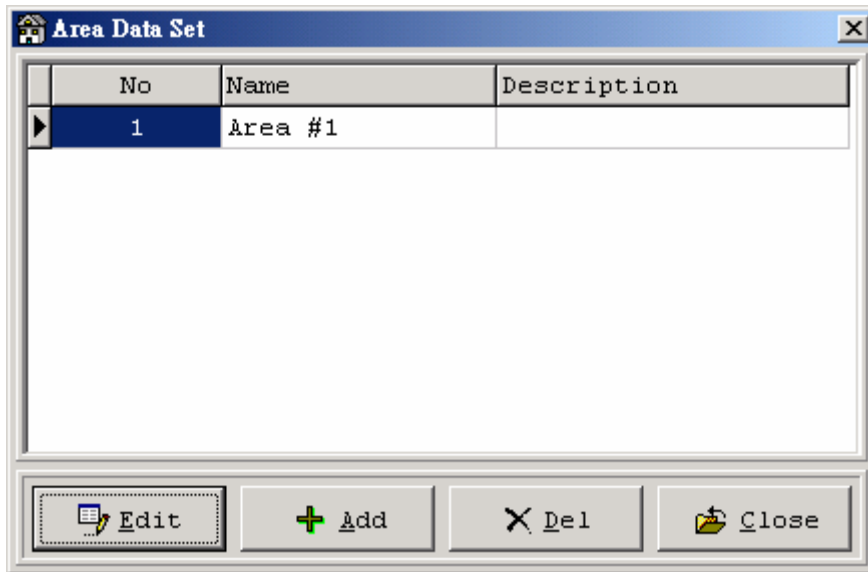 Area Data Set
No Name Description
1 Area #1
Edit Add Del Close